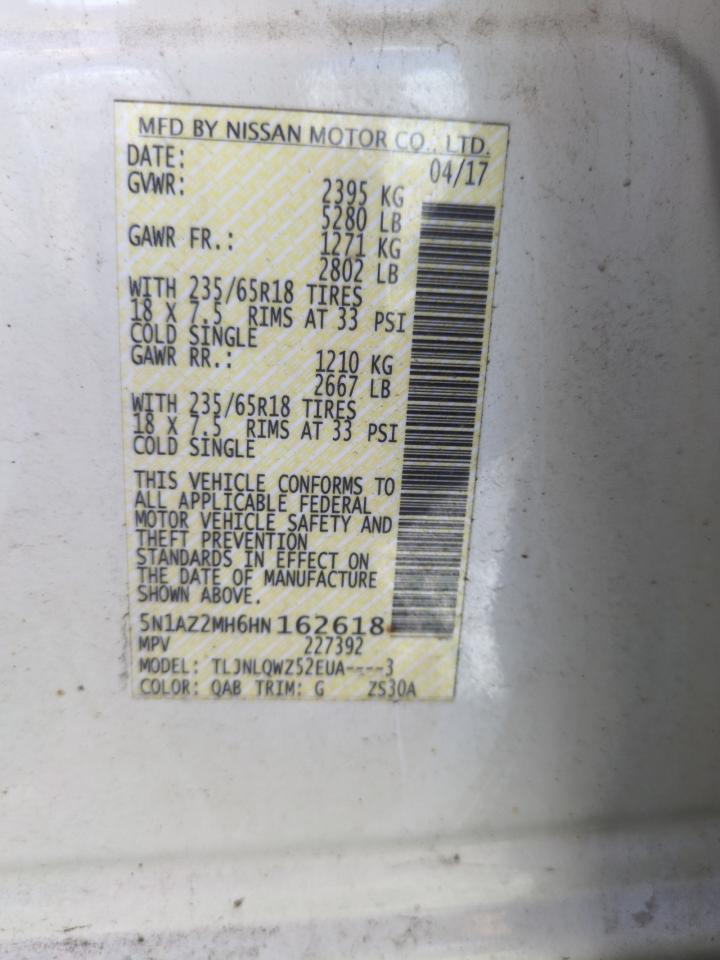 MFD BY NISSAN MOTOR CO., LTD.
DATE: 04/17
GVWR: 2395 KG
5280 LB
GAWR FR.: 1271 KG
2802 LB
WITH 235/65R18 TIRES
18 X 7.5 RIMS AT 33 PSI
COLD SINGLE
GAWR RR.: 1210 KG
2667 LB
WITH 235/65R18 TIRES
18 X 7.5 RIMS AT 33 PSI
COLD SINGLE
THIS VEHICLE CONFORMS TO
ALL APPLICABLE FEDERAL
MOTOR VEHICLE SAFETY AND
THEFT PREVENTION
STANDARDS IN EFFECT ON
THE DATE OF MANUFACTURE
SHOWN ABOVE.
5N1AZ2MH6HN162618
MPV 227392
MODEL: TLJNLQWZ52EUA----3
COLOR: QAB TRIM: G ZS30A